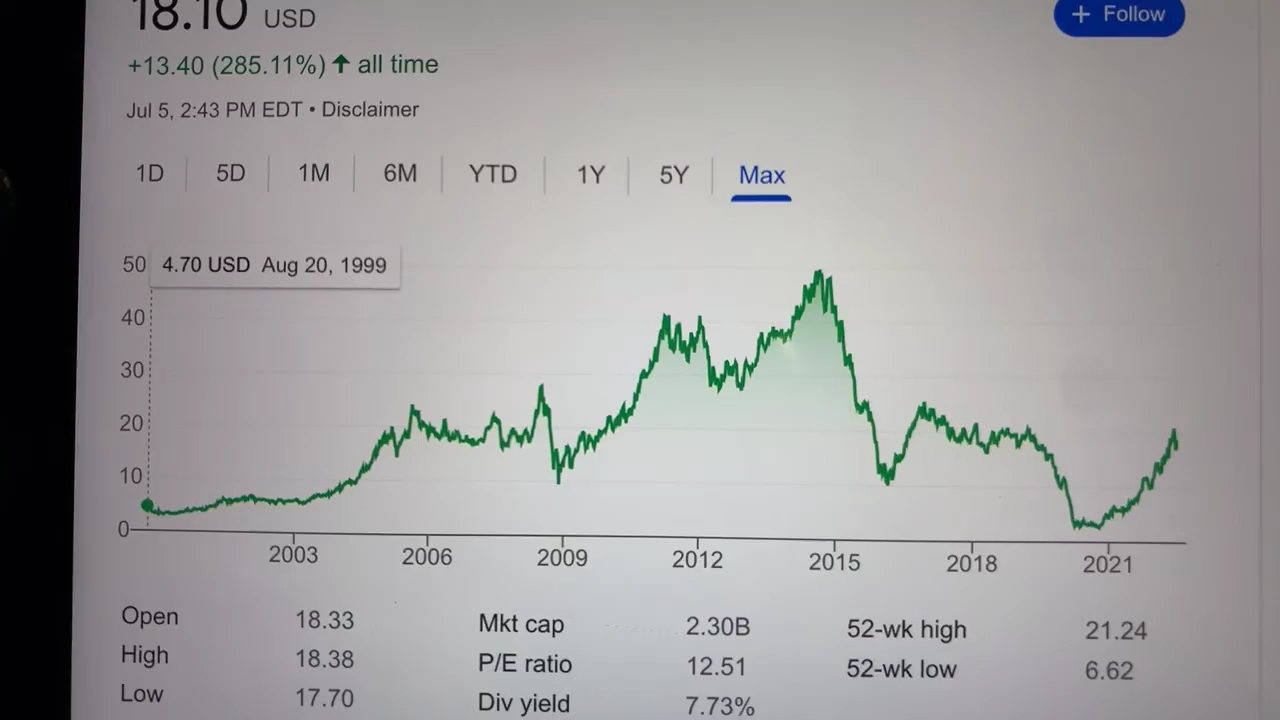 18.10 USD
+ Follow
+13.40 (285.11%) ↑ all time
Jul 5, 2:43 PM EDT • Disclaimer
1D 5D 1M 6M YTD 1Y 5Y Max
50 4.70 USD Aug 20, 1999
40
30
20
10
0
2003 2006 2009 2012 2015 2018 2021
Open 18.33 Mkt cap 2.30B 52-wk high 21.24
High 18.38 P/E ratio 12.51 52-wk low 6.62
Low 17.70 Div yield 7.73%